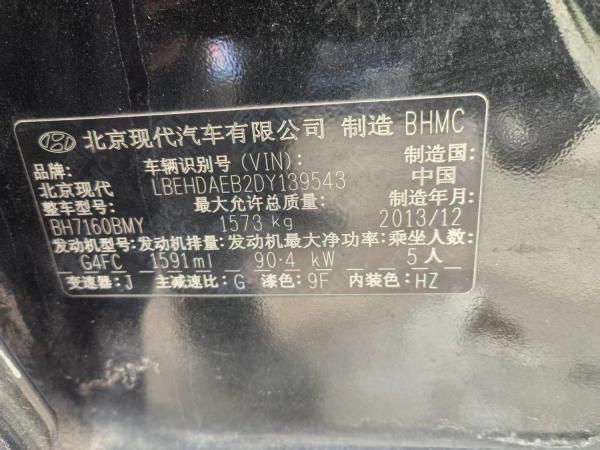 北京现代汽车有限公司 制造 BHMC
品牌: 车辆识别号(VIN): 制造国:
北京现代 LBEHDAEB2DY139543 中国
整车型号: 最大允许总质量: 制造年月:
BH7160BMY 1573 kg 2013/12
发动机型号: 发动机排量: 发动机最大净功率: 乘坐人数:
G4FC 1591ml 90.4 kW 5人
变速器: J 主减速比: G 漆色: 9F 内装色: HZ